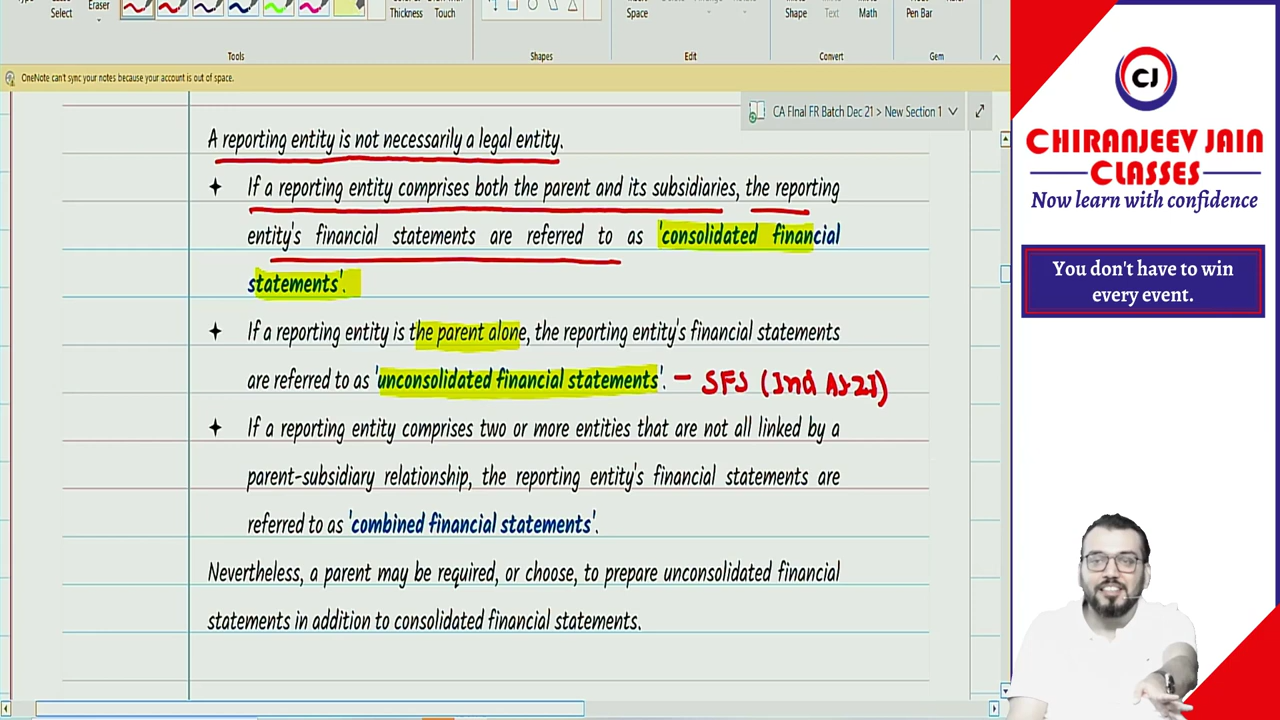 Select
Eraser
Thickness
Touch
Space
Shape
Text
Math
Pen Bar
Tools
Shapes
Edit
Convert
Gem
OneNote can't sync your notes because your account is out of space.
CA FInal FR Batch Dec 21 > New Section 1
A reporting entity is not necessarily a legal entity.
If a reporting entity comprises both the parent and its subsidiaries, the reporting
entity's financial statements are referred to as 'consolidated financial
statements'.
If a reporting entity is the parent alone, the reporting entity's financial statements
are referred to as 'unconsolidated financial statements'. - SFS (Ind AS 27)
If a reporting entity comprises two or more entities that are not all linked by a
parent-subsidiary relationship, the reporting entity's financial statements are
referred to as 'combined financial statements'.
Nevertheless, a parent may be required, or choose, to prepare unconsolidated financial
statements in addition to consolidated financial statements.
CJ
CHIRANJEEV JAIN
CLASSES
Now learn with confidence
You don't have to win
every event.